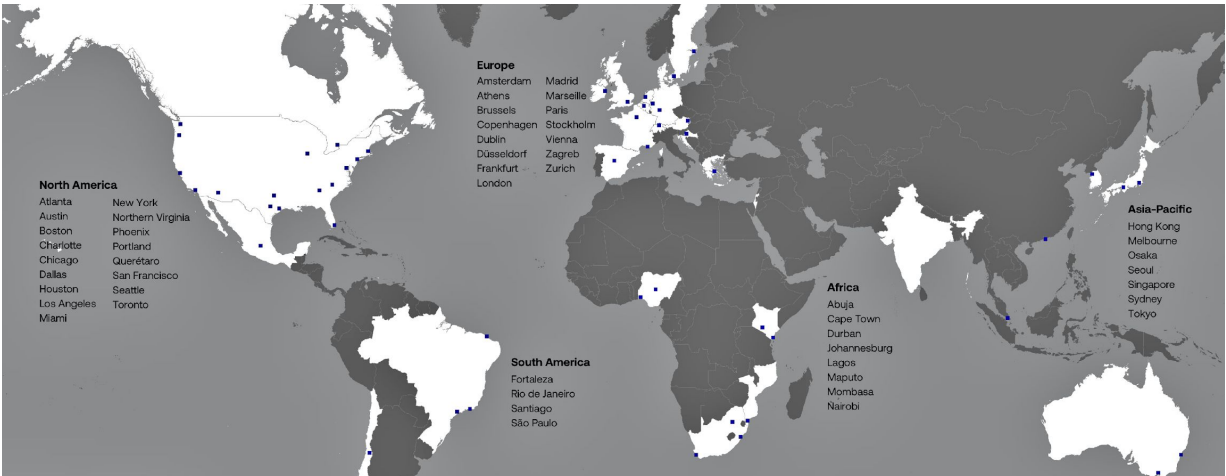 North America
Atlanta
Austin
Boston
Charlotte
Chicago
Dallas
Houston
Los Angeles
Miami
New York
Northern Virginia
Phoenix
Portland
Querétaro
San Francisco
Seattle
Toronto
Europe
Amsterdam
Athens
Brussels
Copenhagen
Dublin
Düsseldorf
Frankfurt
London
Madrid
Marseille
Paris
Stockholm
Vienna
Zagreb
Zurich
South America
Fortaleza
Rio de Janeiro
Santiago
São Paulo
Africa
Abuja
Cape Town
Durban
Johannesburg
Lagos
Maputo
Mombasa
Nairobi
Asia-Pacific
Hong Kong
Melbourne
Osaka
Seoul
Singapore
Sydney
Tokyo